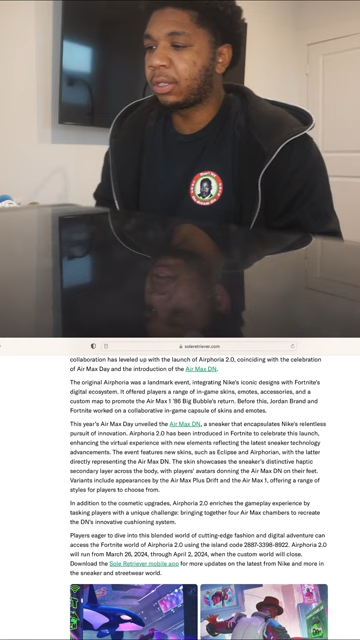 soleretriever.com
collaboration has leveled up with the launch of Airphoria 2.0, coinciding with the celebration
of Air Max Day and the introduction of the Air Max DN.
The original Airphoria was a landmark event, integrating Nike's iconic designs with Fortnite's
digital ecosystem. It offered players a range of in-game skins, emotes, accessories, and a
custom map to promote the Air Max 1 '86 Big Bubble's return. Before this, Jordan Brand and
Fortnite worked on a collaborative in-game capsule of skins and emotes.
This year's Air Max Day unveiled the Air Max DN, a sneaker that encapsulates Nike's relentless
pursuit of innovation. Airphoria 2.0 has been introduced in Fortnite to celebrate the launch,
enhancing the virtual experience with new elements reflecting the latest sneaker technology
advancements. The event features new skins, such as Eclipse and Airphorian, with the latter
directly representing the Air Max DN. The skin showcases the sneaker's distinctive haptic
secondary layer across the body, with players' avatars donning the Air Max DN on their feet.
Variants include appearances by the Air Max Plus Drift and the Air Max 1, offering a range of
styles for players to choose from.
In addition to the cosmetic upgrades, Airphoria 2.0 enriches the gameplay experience by
tasking players with a unique challenge: bringing together four Air Max chambers to recreate
the DN's innovative cushioning system.
Players eager to dive into this blended world of cutting-edge fashion and digital adventure can
access the Fortnite world of Airphoria 2.0 using the island code 2887-3398-8922. Airphoria 2.0
will run from March 26, 2024, through April 2, 2024, when the custom world will close.
Download the Sole Retriever mobile app for more updates on the latest from Nike and more in
the sneaker and streetwear world.